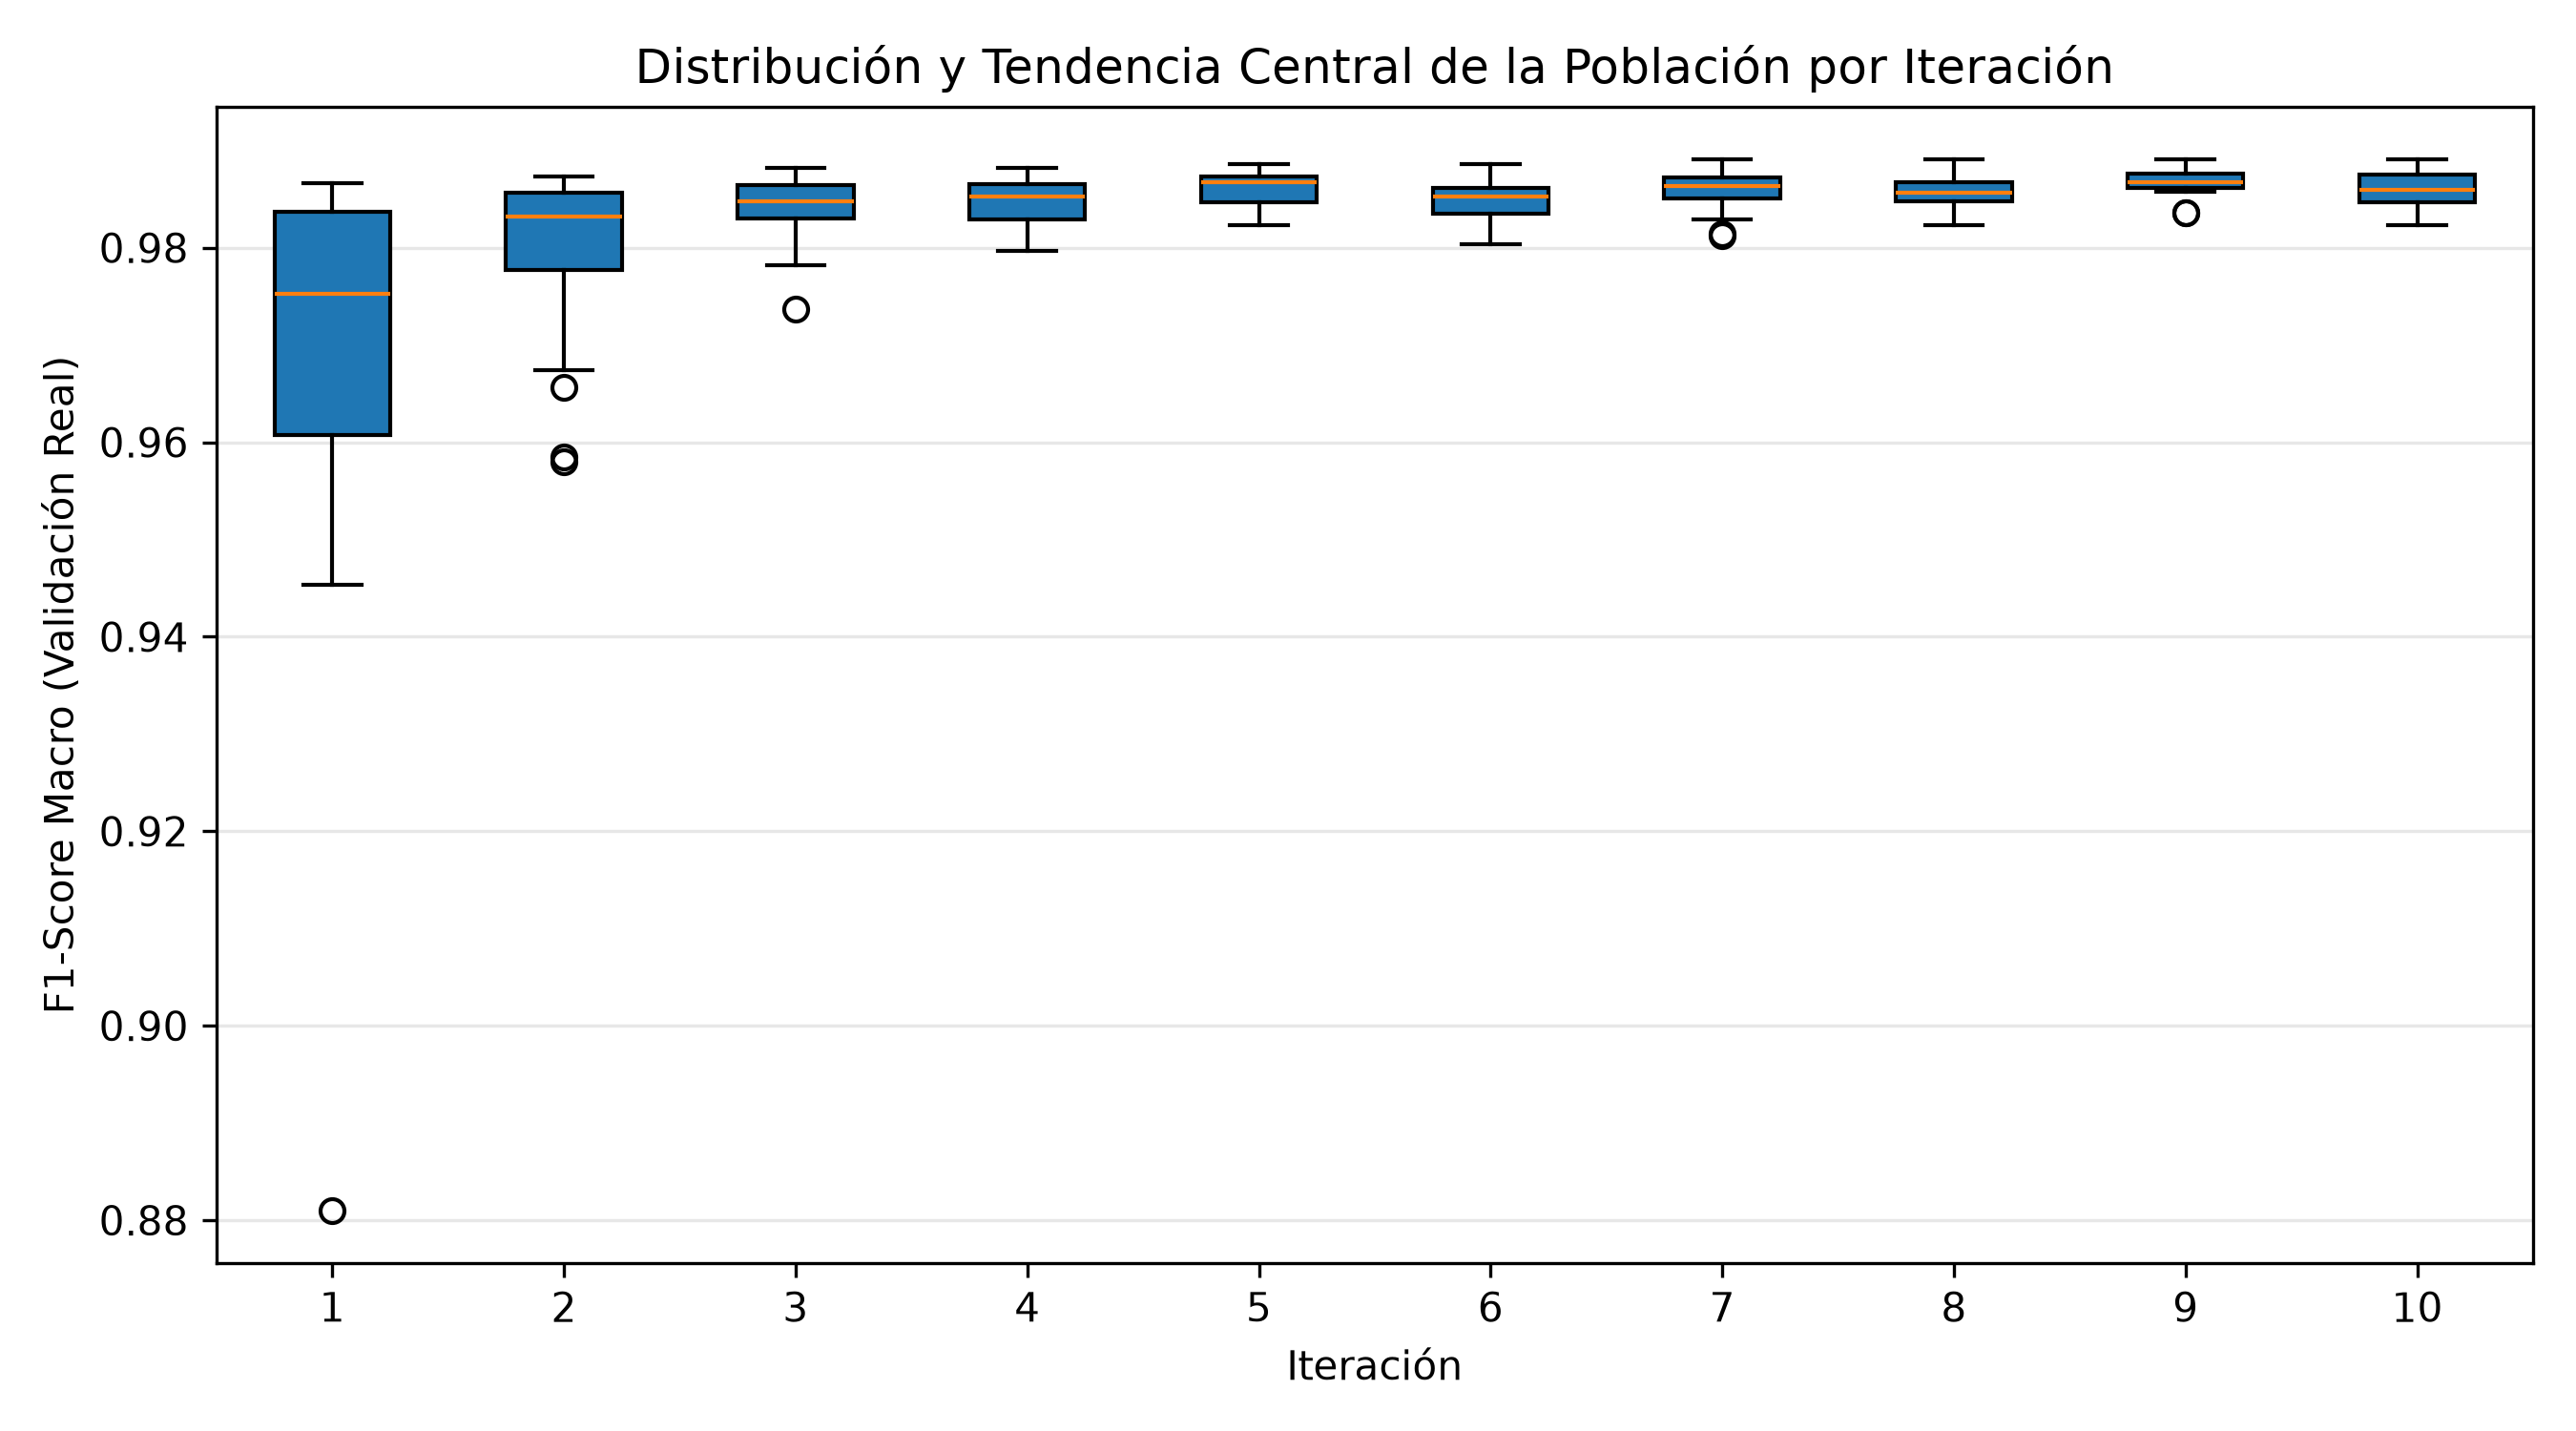 Distribución y Tendencia Central de la Población por Iteración
F1-Score Macro (Validación Real)
0.98
0.96
0.94
0.92
0.90
0.88
1 2 3 4 5 6 7 8 9 10
Iteración